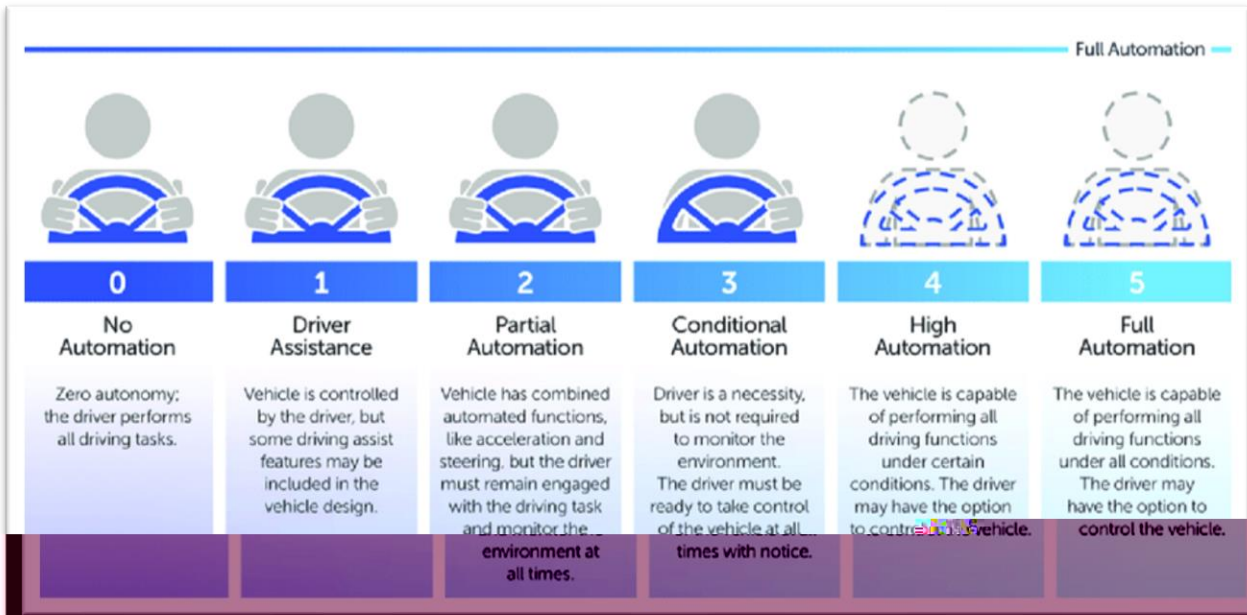 Full Automation
0
No
Automation
Zero autonomy;
the driver performs
all driving tasks.
1
Driver
Assistance
Vehicle is controlled
by the driver, but
some driving assist
features may be
included in the
vehicle design.
2
Partial
Automation
Vehicle has combined
automated functions,
like acceleration and
steering, but the driver
must remain engaged
with the driving task
and monitor the
environment at
all times.
3
Conditional
Automation
Driver is a necessity,
but is not required
to monitor the
environment.
The driver must be
ready to take control
of the vehicle at all
times with notice.
4
High
Automation
The vehicle is capable
of performing all
driving functions
under certain
conditions. The driver
may have the option
to control vehicle.
5
Full
Automation
The vehicle is capable
of performing all
driving functions
under all conditions.
The driver may
have the option to
control the vehicle.